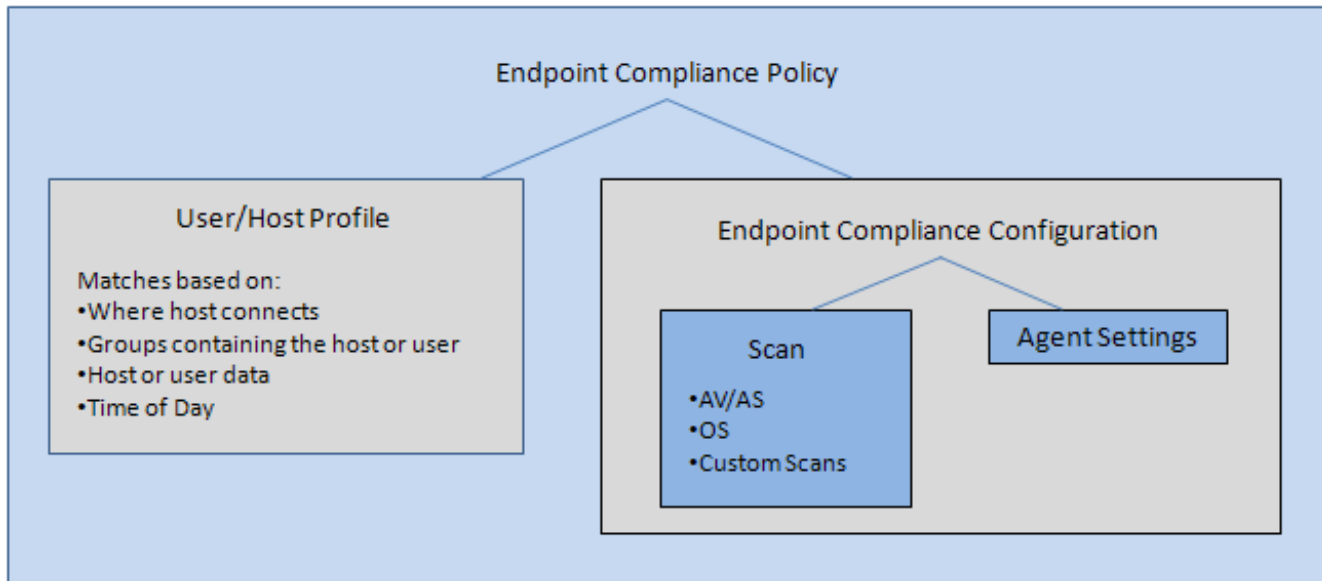 Endpoint Compliance Policy
User/Host Profile
Matches based on:
•Where host connects
•Groups containing the host or user
•Host or user data
•Time of Day
Endpoint Compliance Configuration
Scan
•AV/AS
•OS
•Custom Scans
Agent Settings